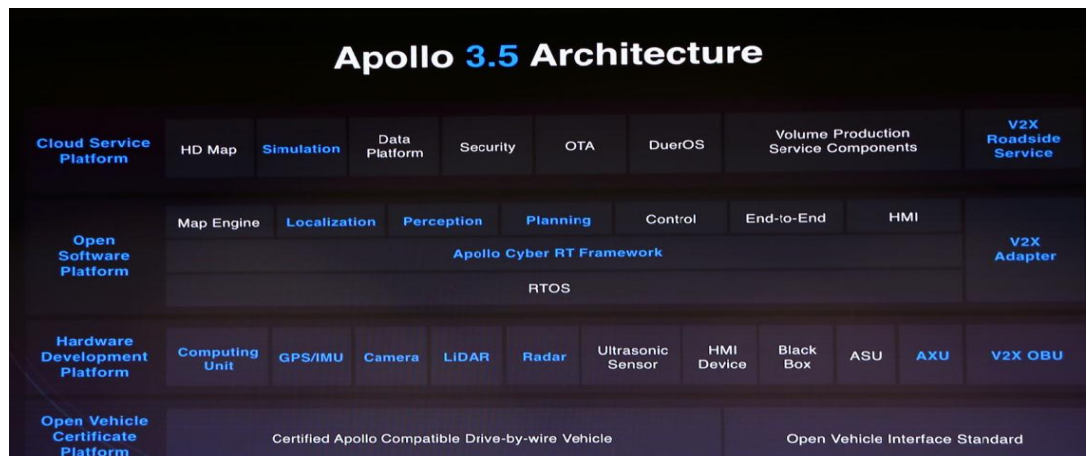 Apollo 3.5 Architecture
Cloud Service
Platform
HD Map
Simulation
Data
Platform
Security
OTA
DuerOS
Volume Production
Service Components
V2X
Roadside
Service
Open
Software
Platform
Map Engine
Localization
Perception
Planning
Control
End-to-End
HMI
Apollo Cyber RT Framework
RTOS
V2X
Adapter
Hardware
Development
Platform
Computing
Unit
GPS/IMU
Camera
LiDAR
Radar
Ultrasonic
Sensor
HMI
Device
Black
Box
ASU
AXU
V2X OBU
Open Vehicle
Certificate
Platform
Certified Apollo Compatible Drive-by-wire Vehicle
Open Vehicle Interface Standard